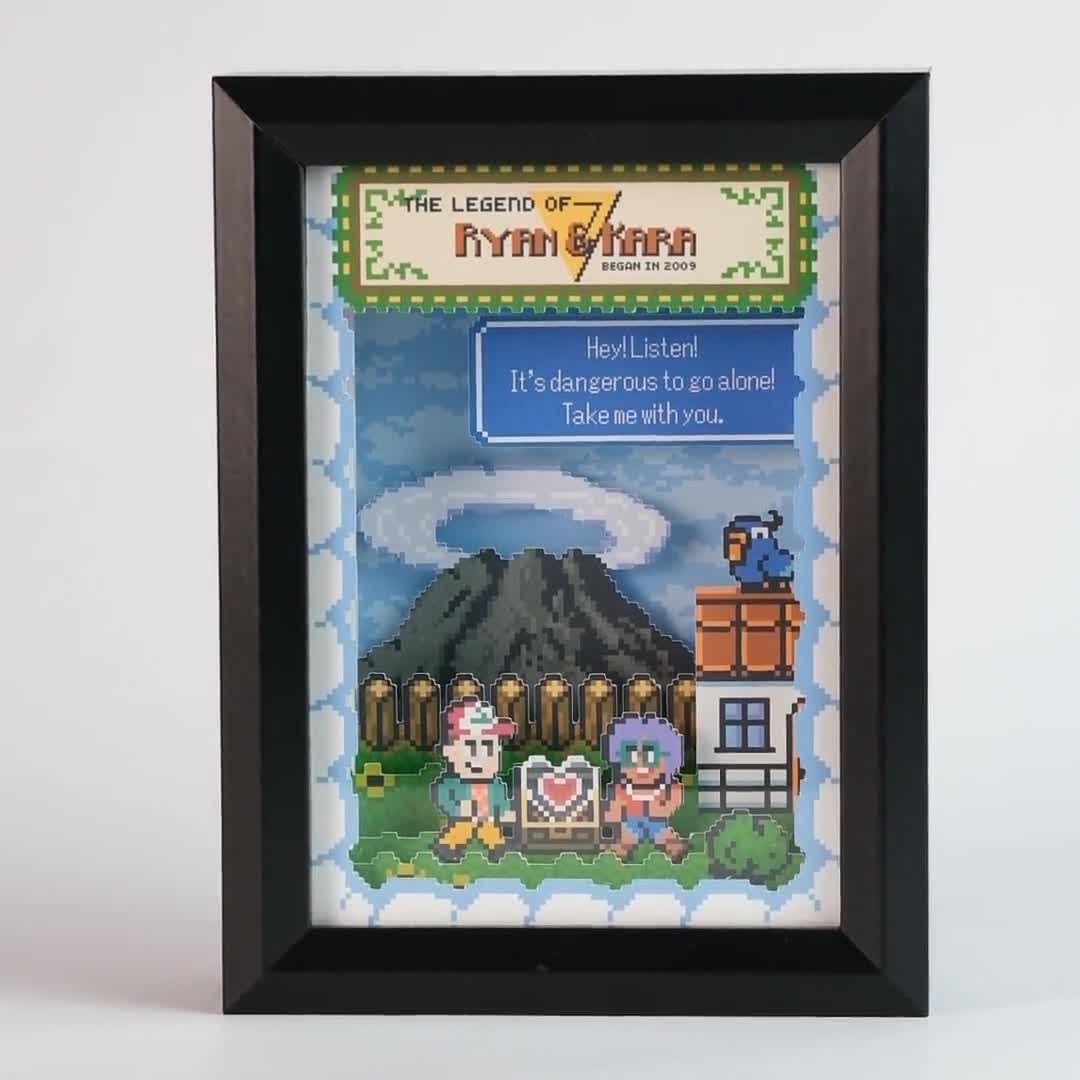 THE LEGEND OF
RYAN & KARA
BEGAN IN 2009
Hey! Listen!
It's dangerous to go alone!
Take me with you.